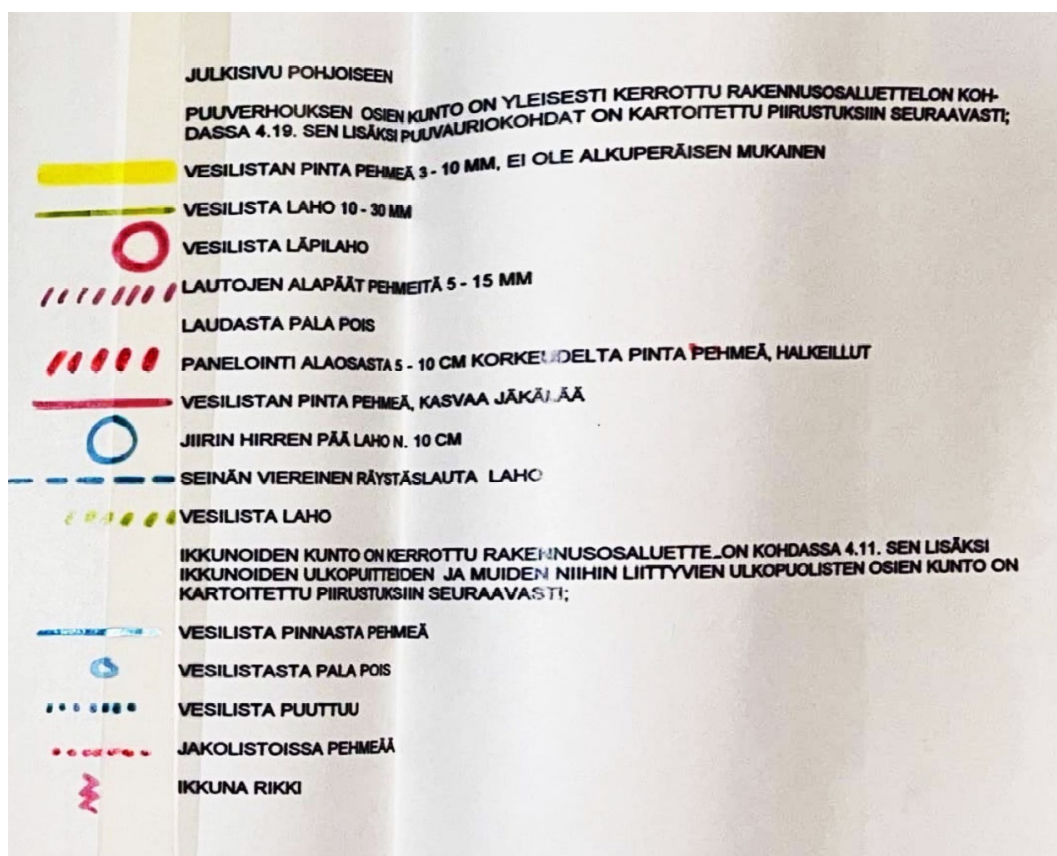 JULKISIVU POHJOISEEN
PUUVERHOUKSEN OSIEN KUNTO ON YLEISESTI KERROTTU RAKENNUSOSALUETTELON KOH-
DASSA 4.19. SEN LISÄKSI PUUVAURIOKOHDAT ON KARTOITETTU PIIRUSTUKSIIN SEURAAVASTI;
VESILISTAN PINTA PEHMEÄ 3 - 10 MM, EI OLE ALKUPERÄISEN MUKAINEN
VESILISTA LAHO 10 - 30 MM
VESILISTA LÄPILAHO
LAUTOJEN ALAPÄÄT PEHMEITÄ 5 - 15 MM
LAUDASTA PALA POIS
PANELOINTI ALAOSASTA 5 - 10 CM KORKEUDELTA PINTA PEHMEÄ, HALKEILLUT
VESILISTAN PINTA PEHMEÄ, KASVAA JÄKÄLÄÄ
JIIRIN HIRREN PÄÄ LAHO N. 10 CM
SEINÄN VIEREINEN RÄYSTÄSLAUTA LAHO
VESILISTA LAHO
IKKUNOIDEN KUNTO ON KERROTTU RAKENNUSOSALUETTELON KOHDASSA 4.11. SEN LISÄKSI
IKKUNOIDEN ULKOPUITTEIDEN JA MUIDEN NIIHIN LIITTYVIEN ULKOPUOLISTEN OSIEN KUNTO ON
KARTOITETTU PIIRUSTUKSIIN SEURAAVASTI;
VESILISTA PINNASTA PEHMEÄ
VESILISTASTA PALA POIS
VESILISTA PUUTTUU
JAKOLISTOISSA PEHMEÄÄ
IKKUNA RIKKI